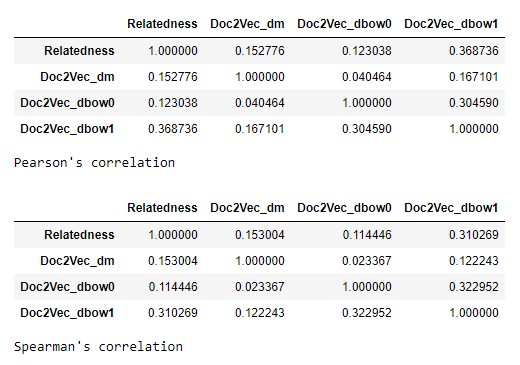 Relatedness Doc2Vec_dm Doc2Vec_dbow0 Doc2Vec_dbow1
Relatedness 1.000000 0.152776 0.123038 0.368736
Doc2Vec_dm 0.152776 1.000000 0.040464 0.167101
Doc2Vec_dbow0 0.123038 0.040464 1.000000 0.304590
Doc2Vec_dbow1 0.368736 0.167101 0.304590 1.000000
Pearson's correlation
Relatedness Doc2Vec_dm Doc2Vec_dbow0 Doc2Vec_dbow1
Relatedness 1.000000 0.153004 0.114446 0.310269
Doc2Vec_dm 0.153004 1.000000 0.023367 0.122243
Doc2Vec_dbow0 0.114446 0.023367 1.000000 0.322952
Doc2Vec_dbow1 0.310269 0.122243 0.322952 1.000000
Spearman's correlation